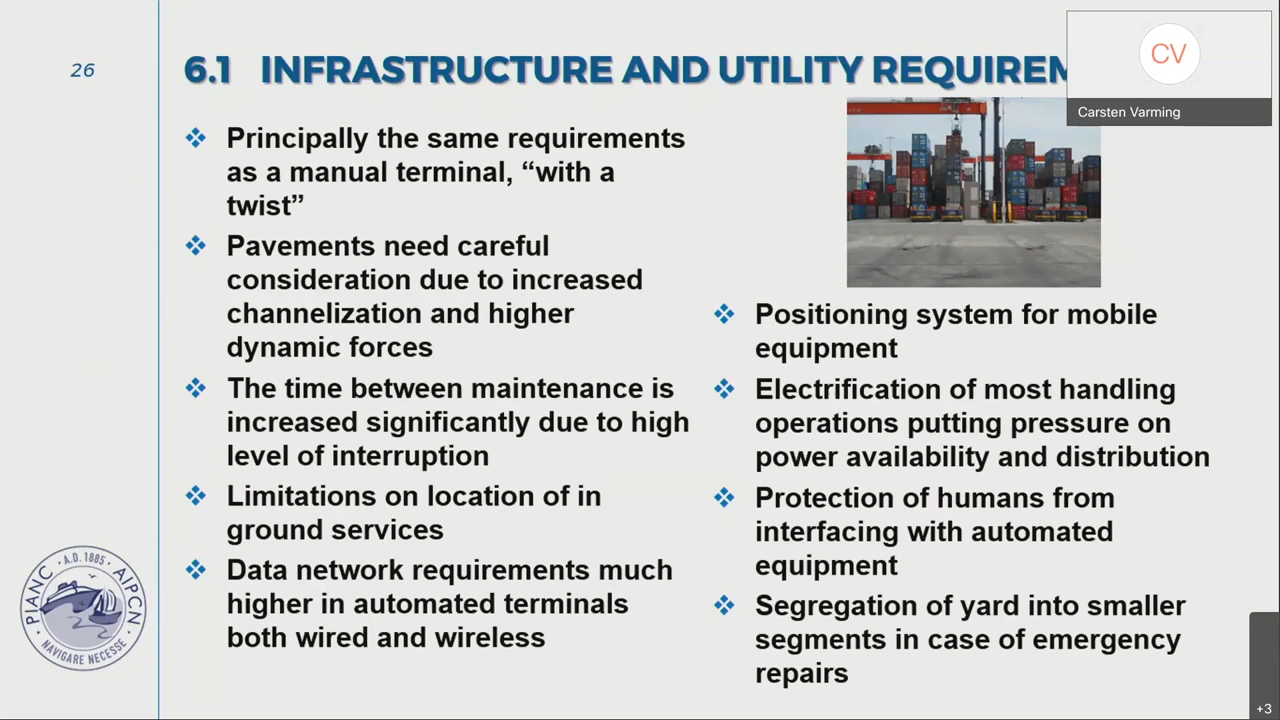 26
6.1 INFRASTRUCTURE AND UTILITY REQUIREM
CV
Carsten Varming
Principally the same requirements
as a manual terminal, “with a
twist”
Pavements need careful
consideration due to increased
channelization and higher
dynamic forces
The time between maintenance is
increased significantly due to high
level of interruption
Limitations on location of in
ground services
Data network requirements much
higher in automated terminals
both wired and wireless
Positioning system for mobile
equipment
Electrification of most handling
operations putting pressure on
power availability and distribution
Protection of humans from
interfacing with automated
equipment
Segregation of yard into smaller
segments in case of emergency
repairs
PIANC · A.D. 1885 · AIPCN
NAVIGARE NECESSE
+3